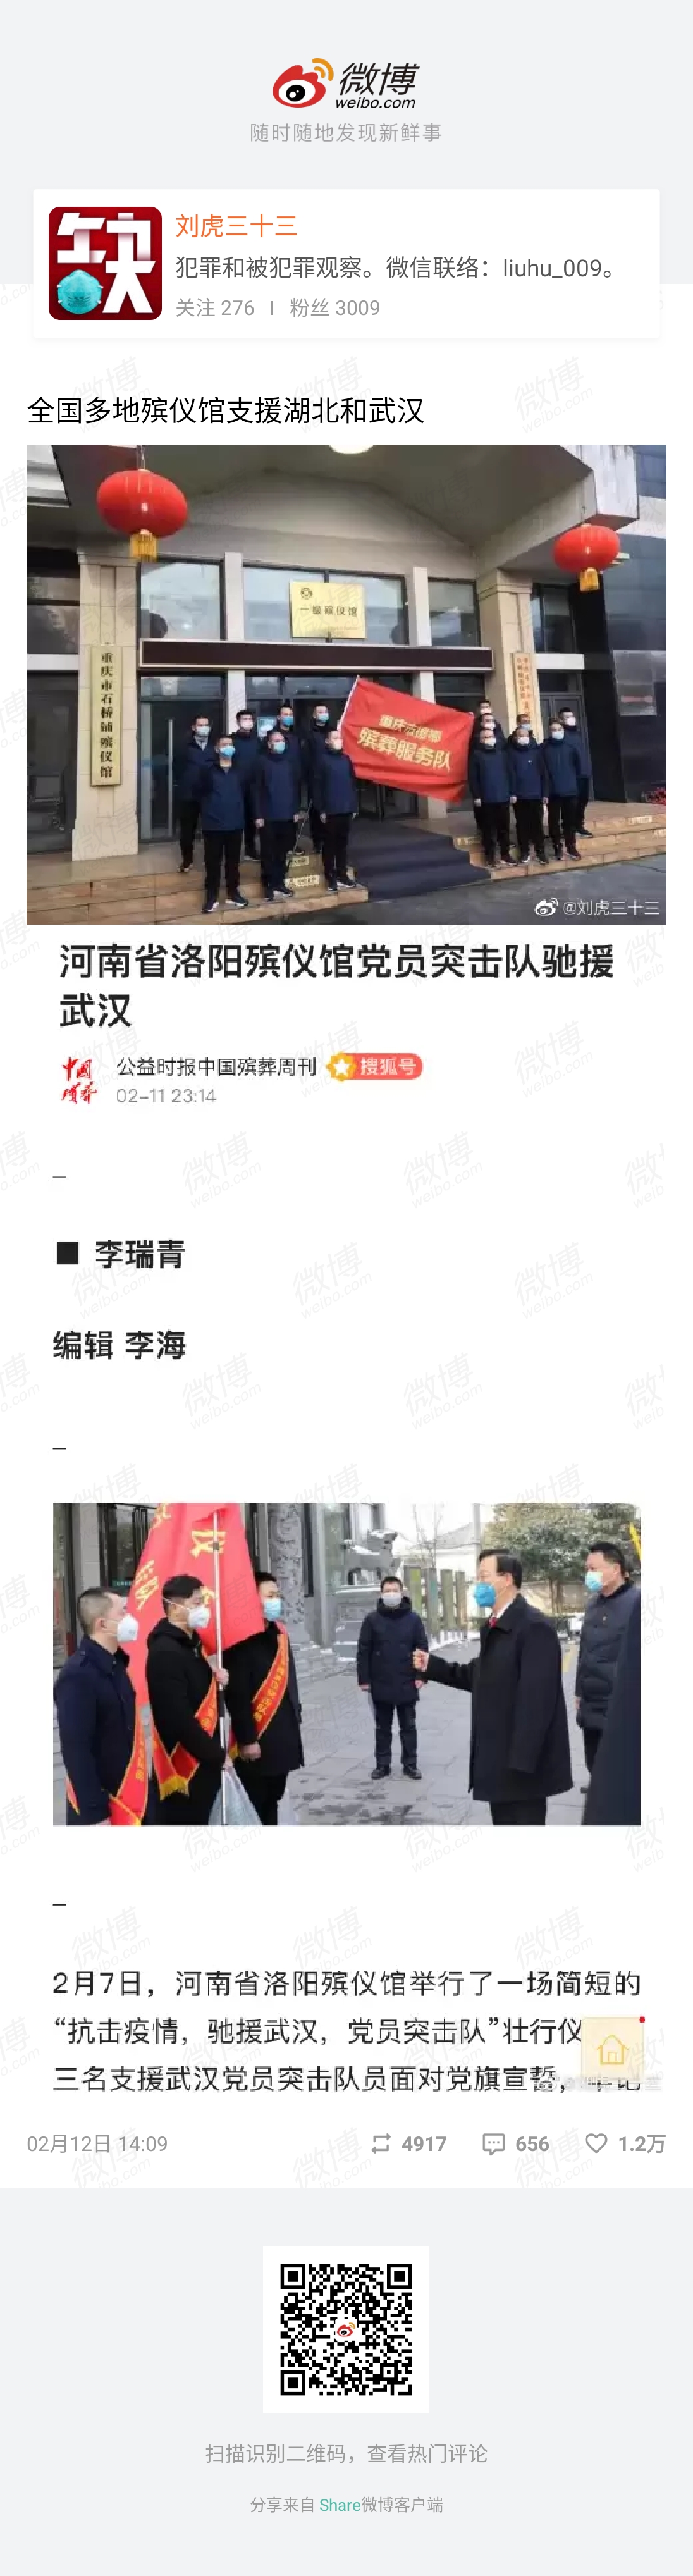 微博
weibo.com
随时随地发现新鲜事
刘虎三十三
犯罪和被犯罪观察。微信联络：liuhu_009。
关注 276 | 粉丝 3009
全国多地殡仪馆支援湖北和武汉
一级殡仪馆
重庆市石桥铺殡仪馆
殡葬服务队
@刘虎三十三
河南省洛阳殡仪馆党员突击队驰援
武汉
中国
殡葬
公益时报中国殡葬周刊 搜狐号
02-11 23:14
–
■ 李瑞青
编辑 李海
–
–
2月7日，河南省洛阳殡仪馆举行了一场简短的
“抗击疫情，驰援武汉，党员突击队”壮行仪
三名支援武汉党员突击队员面对党旗宣誓，
02月12日 14:09 4917 656 1.2万
扫描识别二维码，查看热门评论
分享来自 Share微博客户端